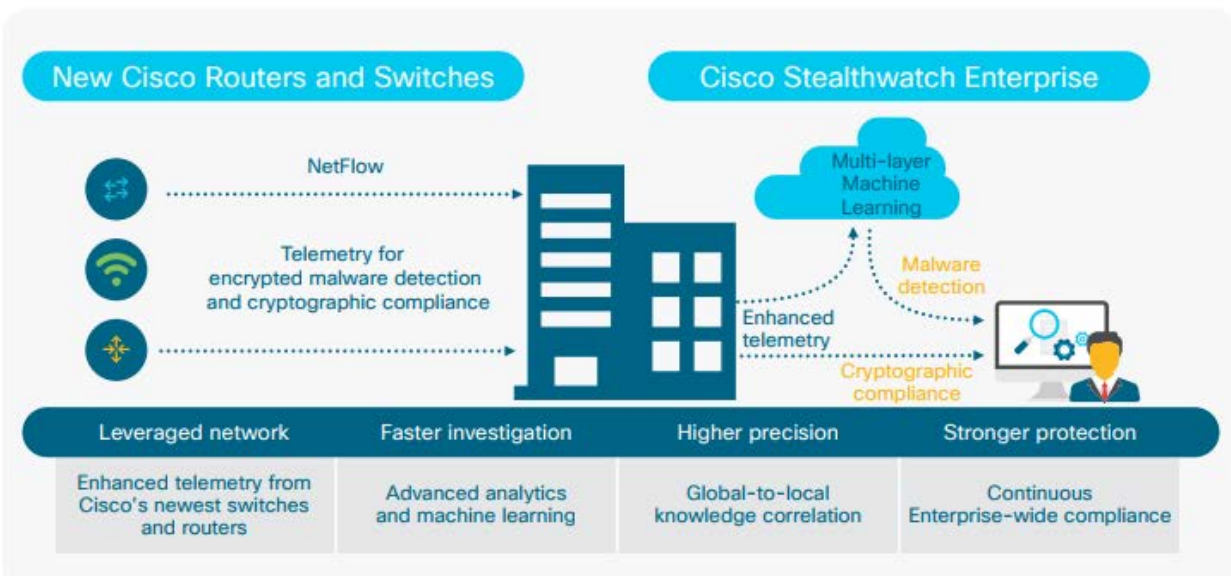 New Cisco Routers and Switches
Cisco Stealthwatch Enterprise
NetFlow
Telemetry for
encrypted malware detection
and cryptographic compliance
Multi-layer
Machine
Learning
Malware
detection
Enhanced
telemetry
Cryptographic
compliance
Leveraged network
Faster investigation
Higher precision
Stronger protection
Enhanced telemetry from
Cisco's newest switches
and routers
Advanced analytics
and machine learning
Global-to-local
knowledge correlation
Continuous
Enterprise-wide compliance